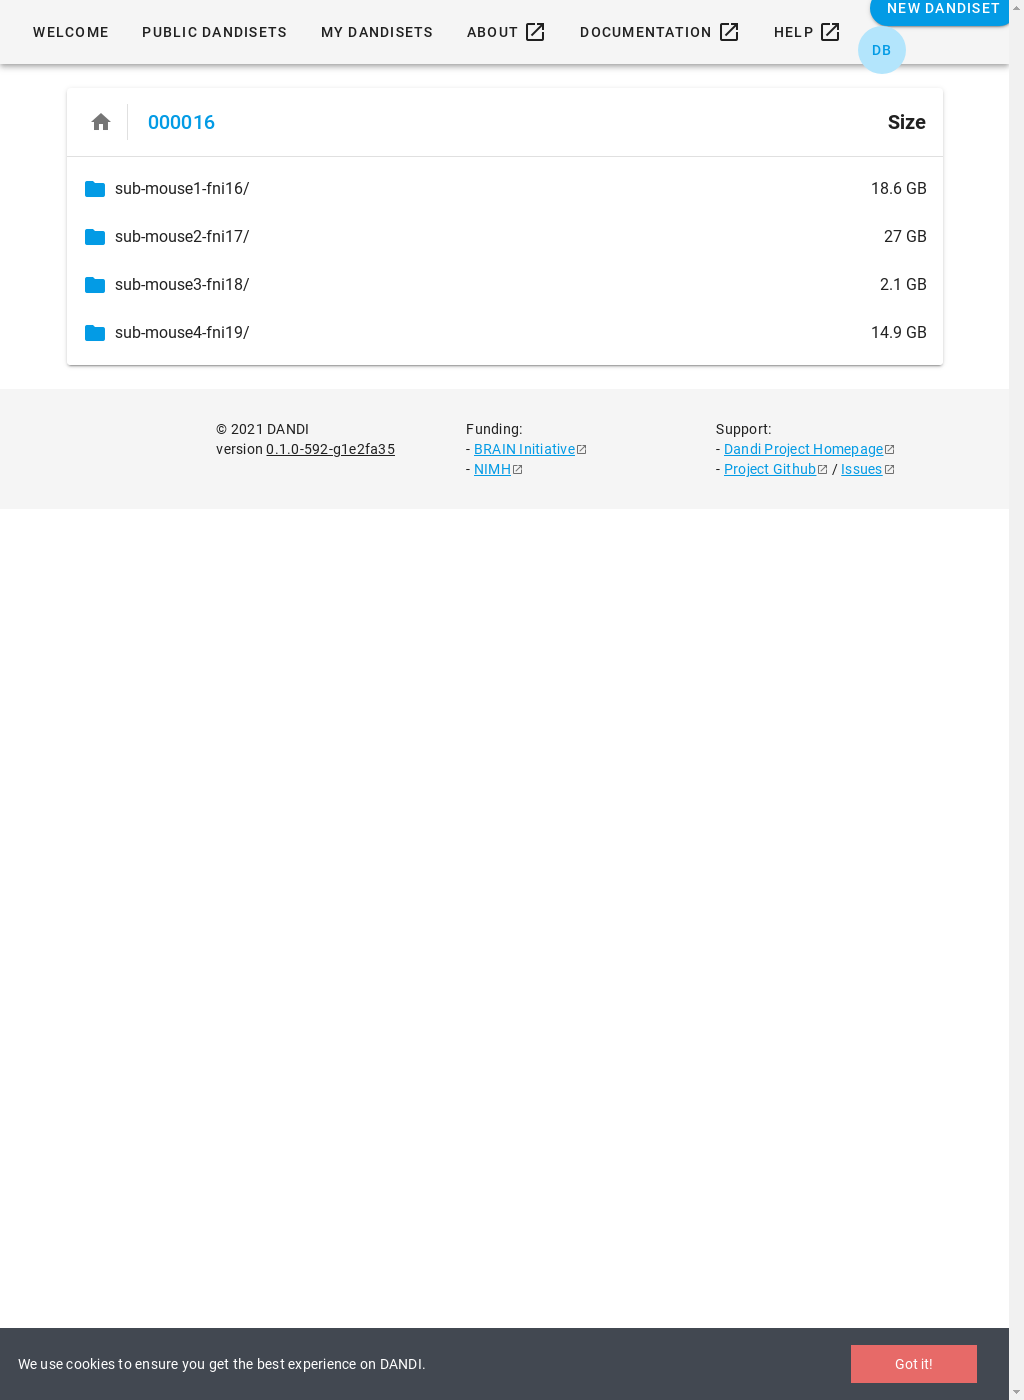 WELCOME PUBLIC DANDISETS MY DANDISETS ABOUT DOCUMENTATION HELP NEW DANDISET
DB
000016 Size
sub-mouse1-fni16/ 18.6 GB
sub-mouse2-fni17/ 27 GB
sub-mouse3-fni18/ 2.1 GB
sub-mouse4-fni19/ 14.9 GB
© 2021 DANDI
version 0.1.0-592-g1e2fa35
Funding:
- BRAIN Initiative
- NIMH
Support:
- Dandi Project Homepage
- Project Github / Issues
We use cookies to ensure you get the best experience on DANDI. Got it!